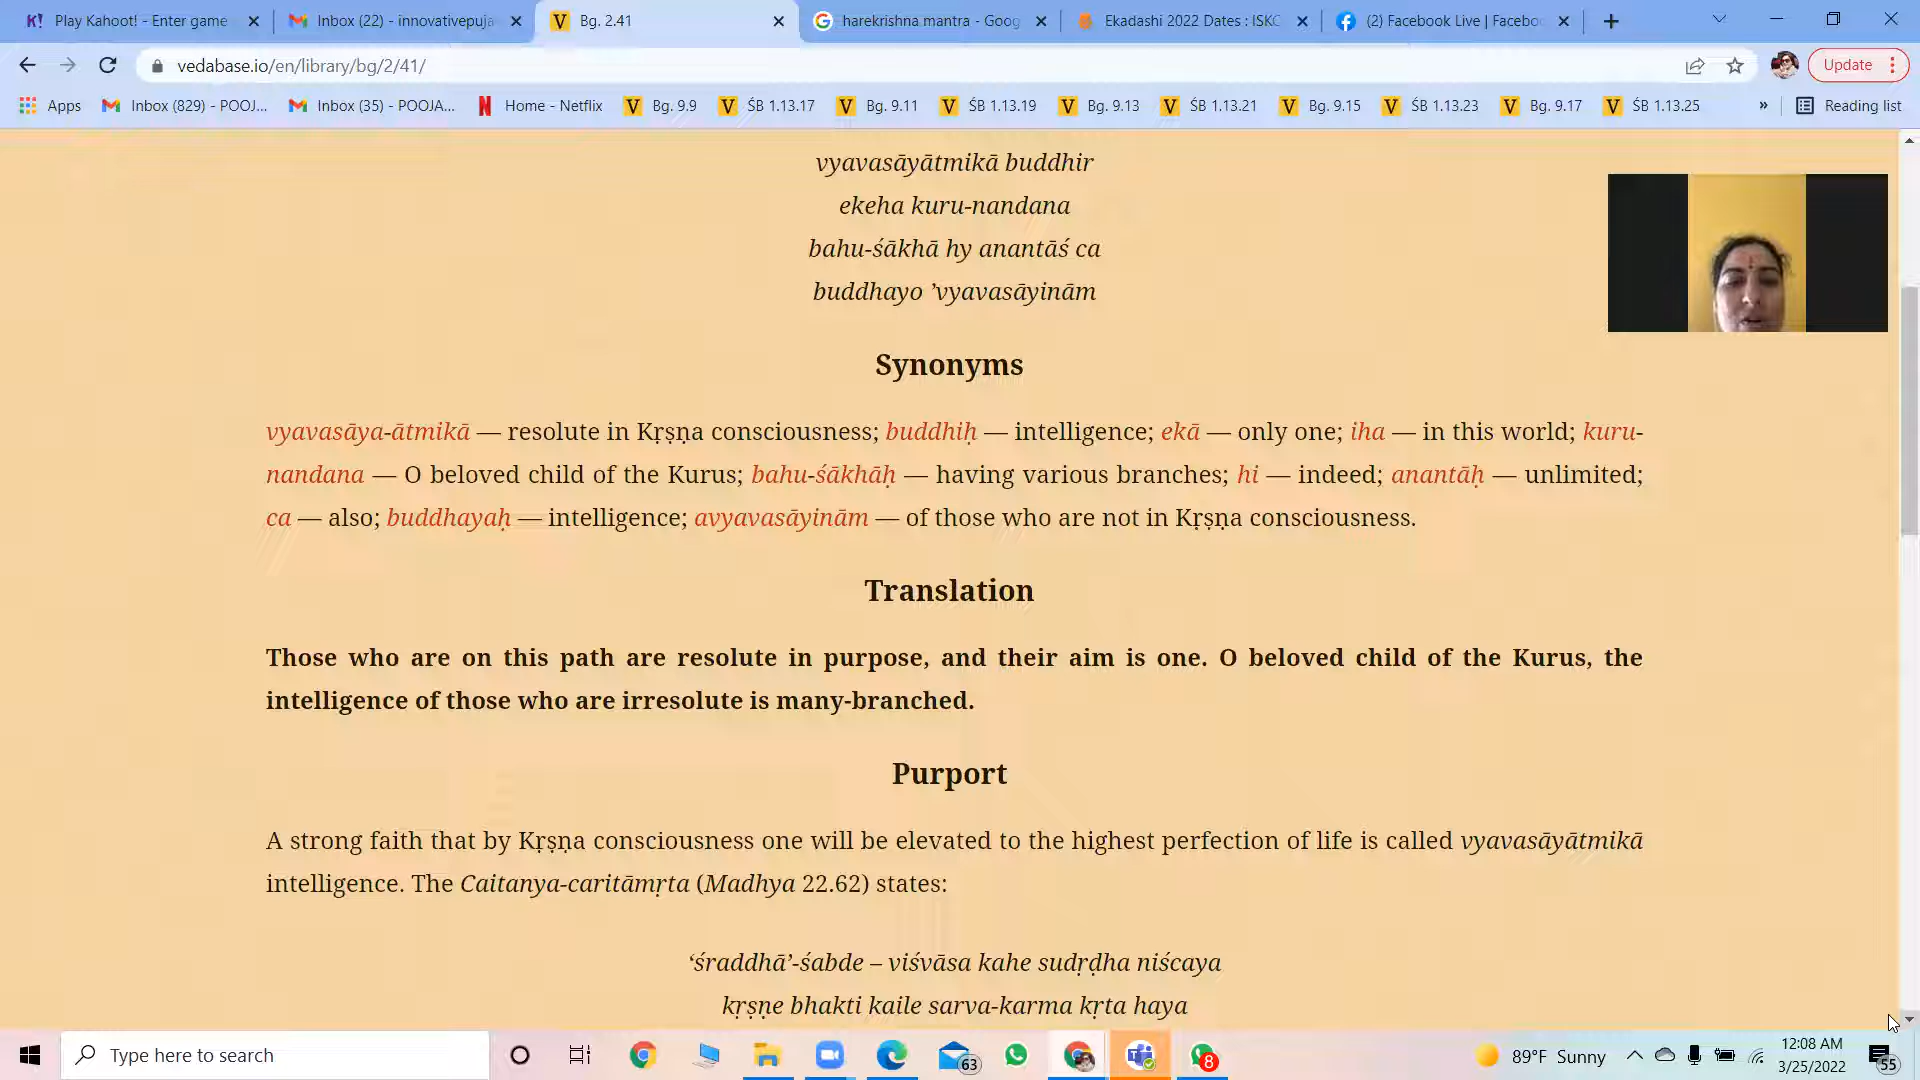 Play Kahoot! - Enter game
Inbox (22) - innovativepuja
Bg. 2.41
harekrishna mantra - Goog
Ekadashi 2022 Dates : ISKC
(2) Facebook Live | Facebo
vedabase.io/en/library/bg/2/41/
Update
Apps
Inbox (829) - POOJ...
Inbox (35) - POOJA...
Home - Netflix
Bg. 9.9
ŚB 1.13.17
Bg. 9.11
ŚB 1.13.19
Bg. 9.13
ŚB 1.13.21
Bg. 9.15
ŚB 1.13.23
Bg. 9.17
ŚB 1.13.25
»
Reading list
vyavasāyātmikā buddhir
ekeha kuru-nandana
bahu-śākhā hy anantāś ca
buddhayo ’vyavasāyinām
Synonyms
vyavasāya-ātmikā — resolute in Kṛṣṇa consciousness; buddhiḥ — intelligence; ekā — only one; iha — in this world; kuru-
nandana — O beloved child of the Kurus; bahu-śākhāḥ — having various branches; hi — indeed; anantāḥ — unlimited;
ca — also; buddhayaḥ — intelligence; avyavasāyinām — of those who are not in Kṛṣṇa consciousness.
Translation
Those who are on this path are resolute in purpose, and their aim is one. O beloved child of the Kurus, the
intelligence of those who are irresolute is many-branched.
Purport
A strong faith that by Kṛṣṇa consciousness one will be elevated to the highest perfection of life is called vyavasāyātmikā
intelligence. The Caitanya-caritāmṛta (Madhya 22.62) states:
‘śraddhā’-śabde – viśvāsa kahe sudṛḍha niścaya
kṛṣṇe bhakti kaile sarva-karma kṛta haya
Type here to search
63
8
89°F Sunny
12:08 AM
3/25/2022
55